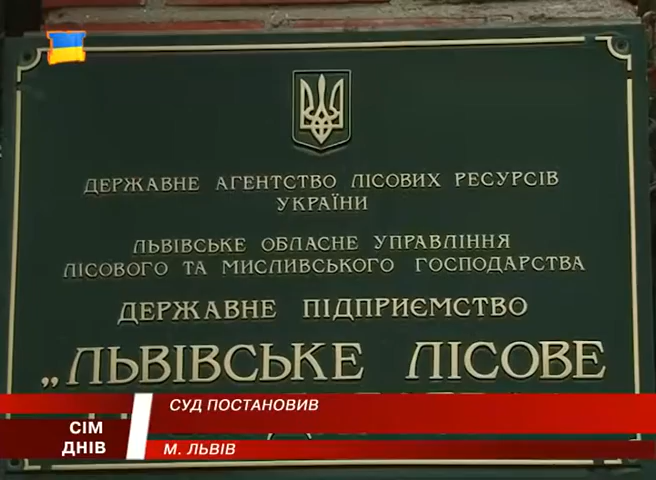 ДЕРЖАВНЕ АГЕНТСТВО ЛІСОВИХ РЕСУРСІВ
УКРАЇНИ
ЛЬВІВСЬКЕ ОБЛАСНЕ УПРАВЛІННЯ
ЛІСОВОГО ТА МИСЛИВСЬКОГО ГОСПОДАРСТВА
ДЕРЖАВНЕ ПІДПРИЄМСТВО
„ЛЬВІВСЬКЕ ЛІСОВЕ
СУД ПОСТАНОВИВ
СІМ
ДНІВ
М. ЛЬВІВ